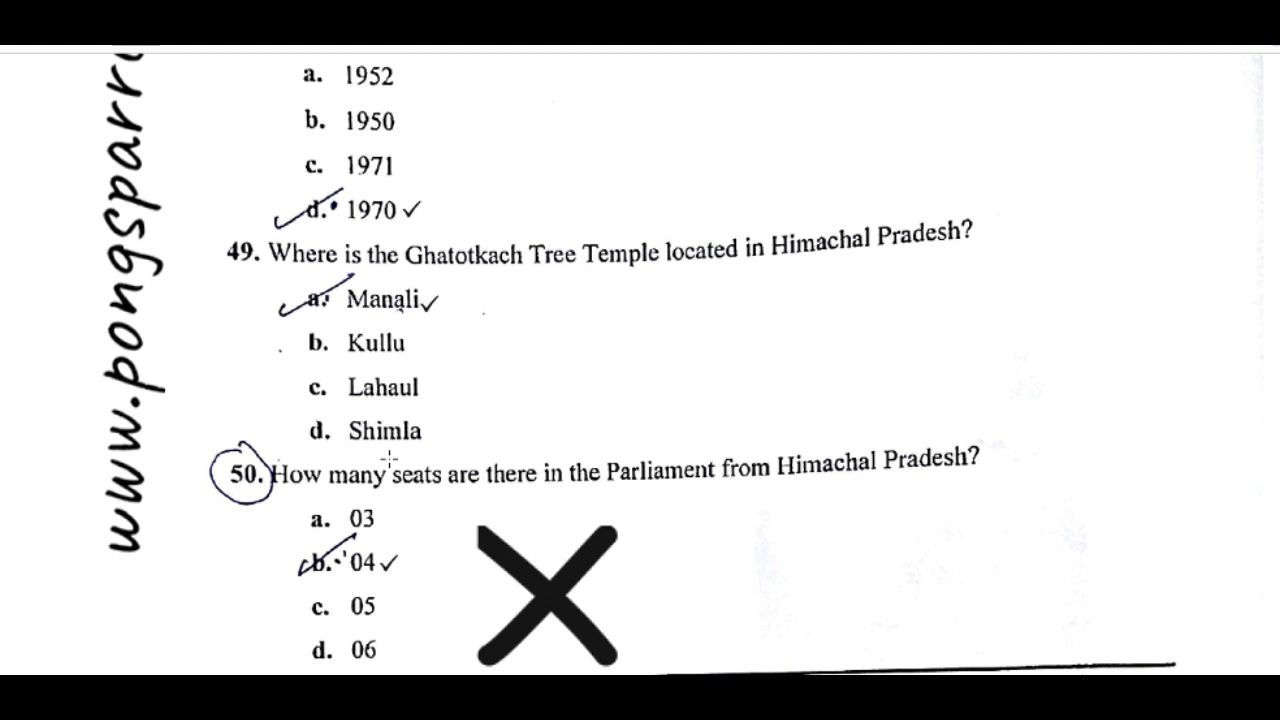 www.pongsparr
a. 1952
b. 1950
c. 1971
d. 1970 ✓
49. Where is the Ghatotkach Tree Temple located in Himachal Pradesh?
a. Manali ✓
b. Kullu
c. Lahaul
d. Shimla
50. How many seats are there in the Parliament from Himachal Pradesh?
a. 03
b. 04 ✓
c. 05
d. 06